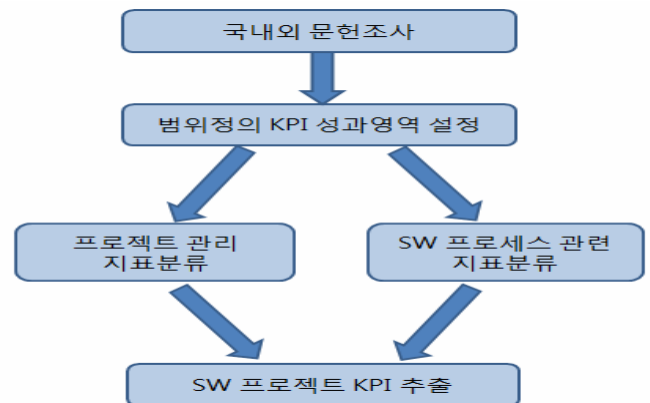 국내외 문헌조사
범위정의 KPI 성과영역 설정
프로젝트 관리
지표분류
SW 프로세스 관련
지표분류
SW 프로젝트 KPI 추출